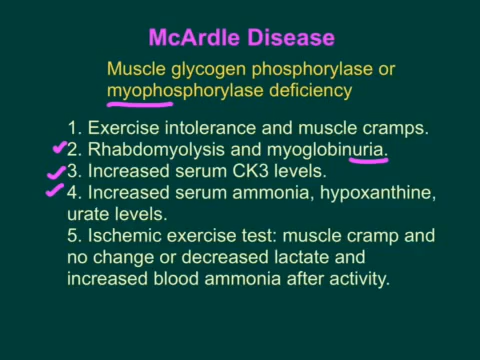 McArdle Disease
Muscle glycogen phosphorylase or
myophosphorylase deficiency
1. Exercise intolerance and muscle cramps.
2. Rhabdomyolysis and myoglobinuria.
3. Increased serum CK3 levels.
4. Increased serum ammonia, hypoxanthine,
urate levels.
5. Ischemic exercise test: muscle cramp and
no change or decreased lactate and
increased blood ammonia after activity.